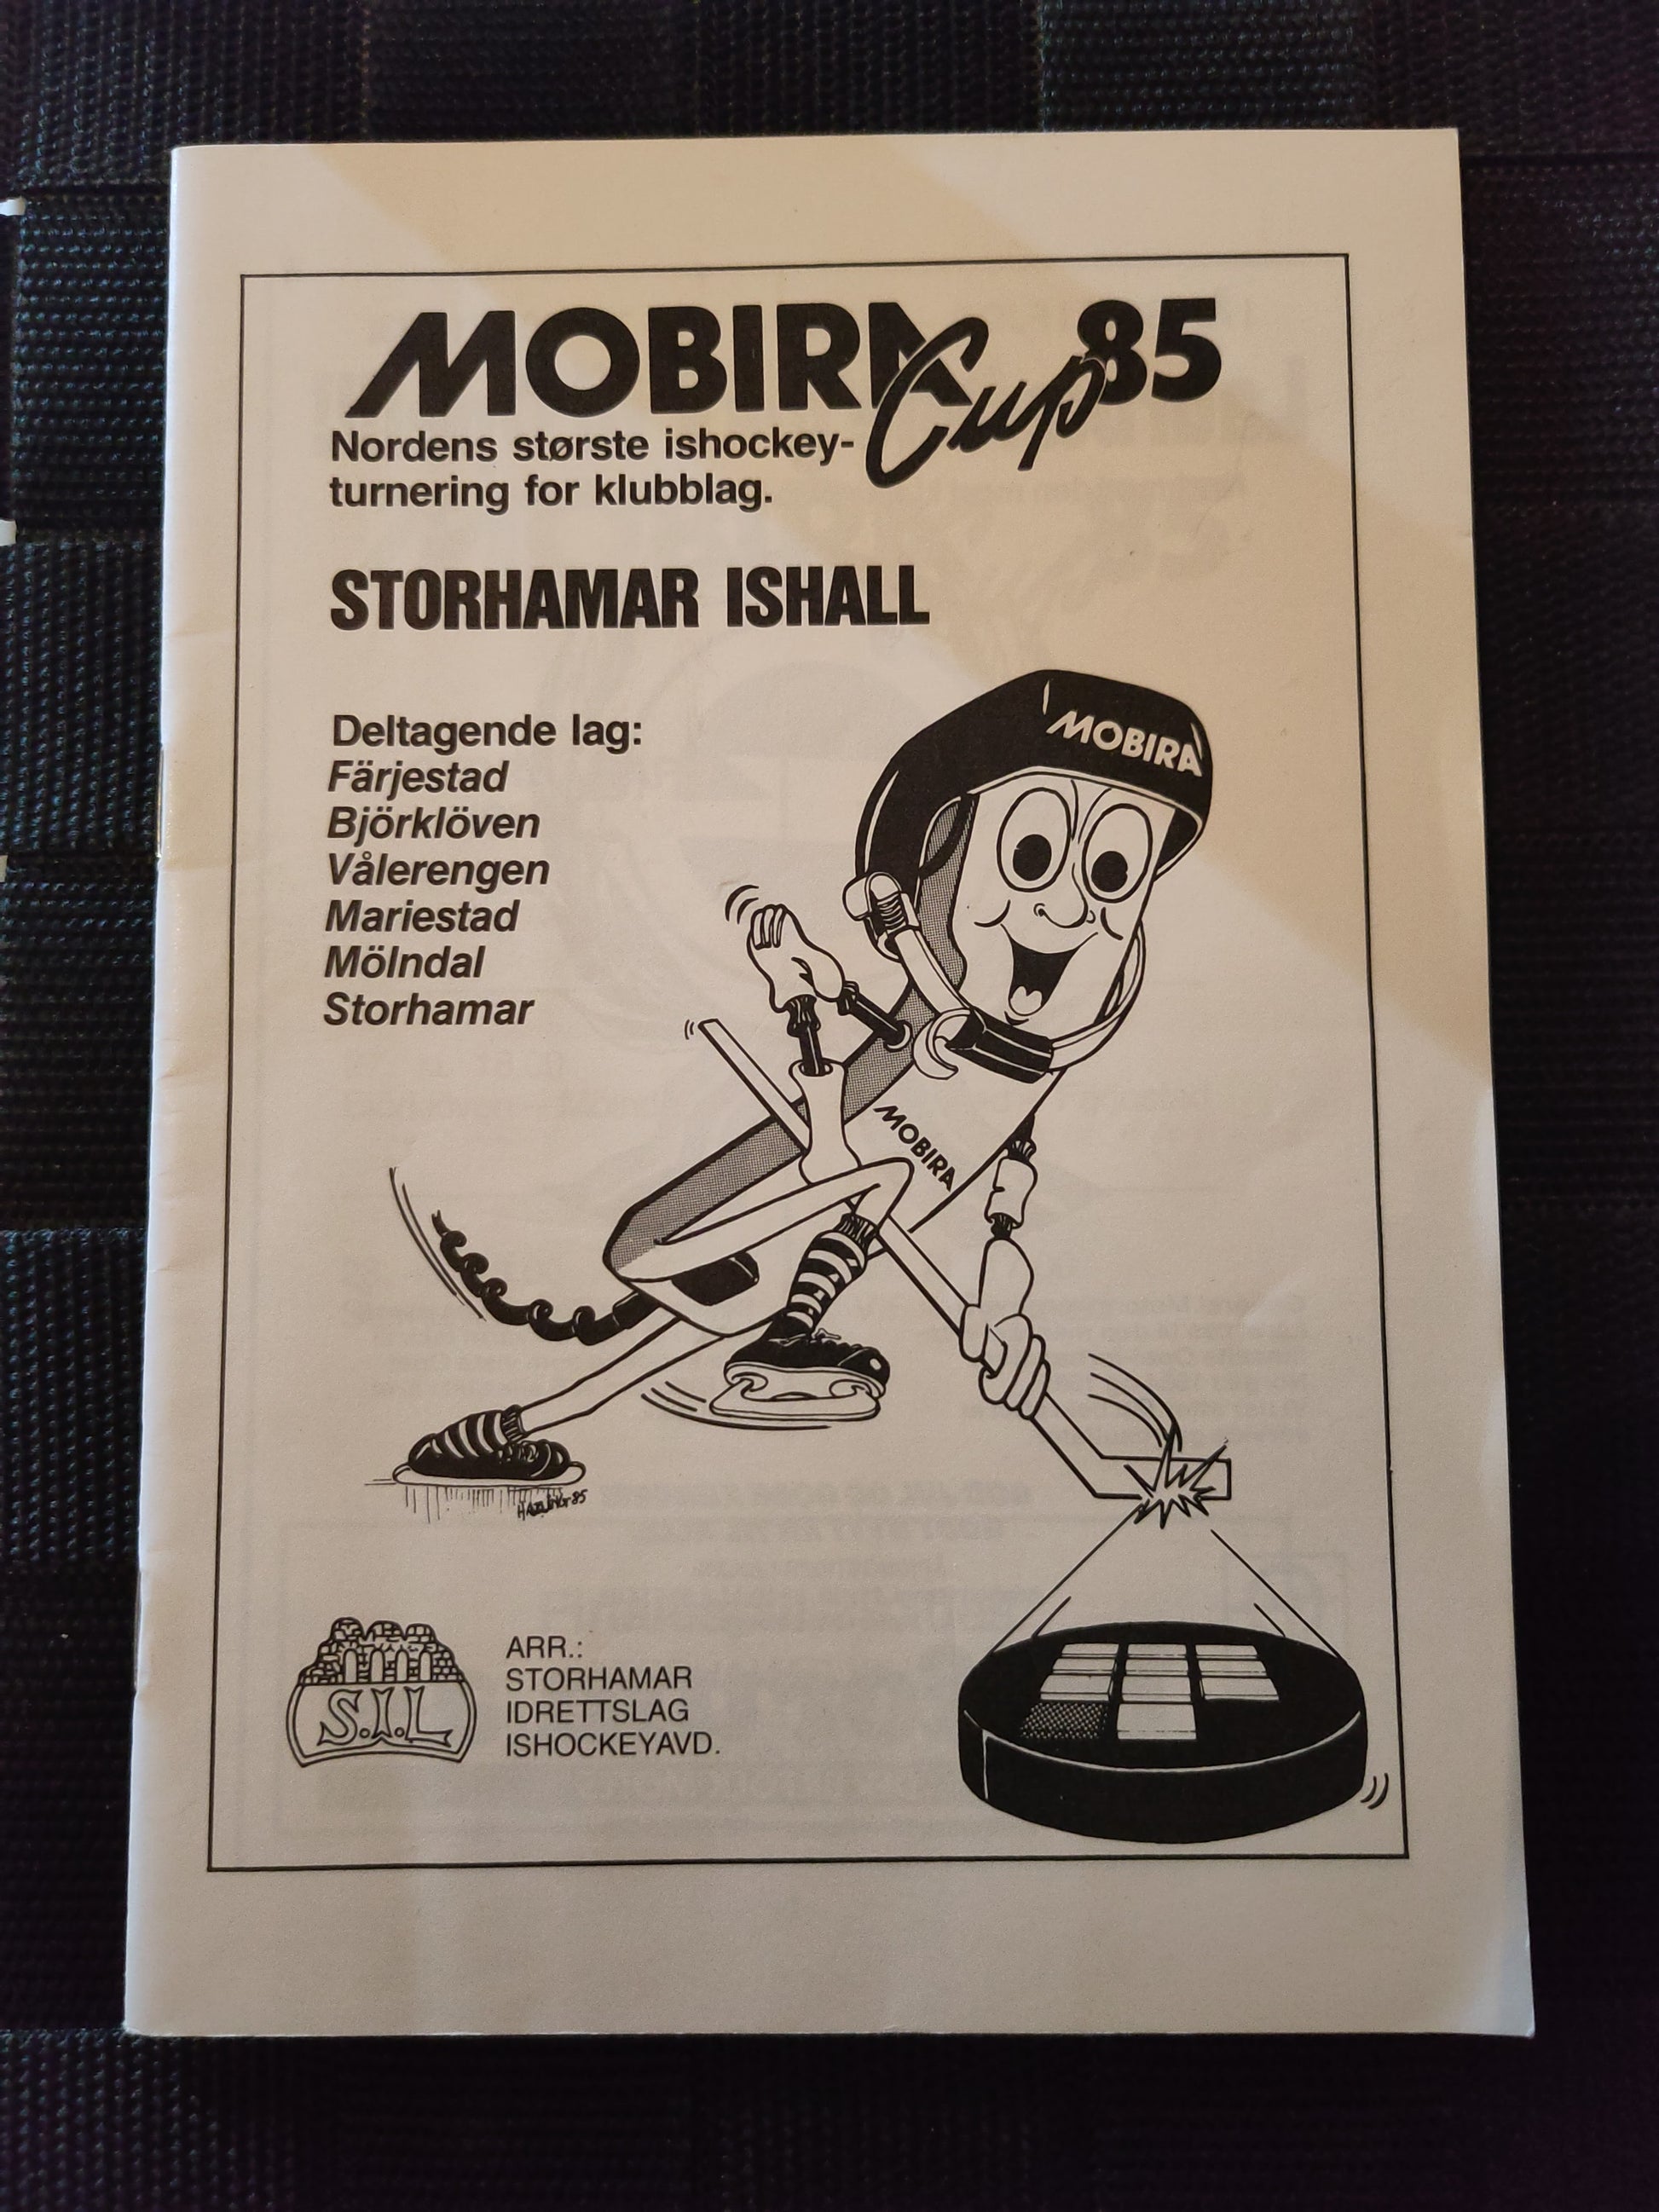 MOBIRA Cup 85
Nordens største ishockey-
turnering for klubblag.
STORHAMAR ISHALL
Deltagende lag:
Färjestad
Björklöven
Vålerengen
Mariestad
Mölndal
Storhamar
MOBIRA
MOBIRA
S.I.L
ARR.:
STORHAMAR
IDRETTSLAG
ISHOCKEYAVD.